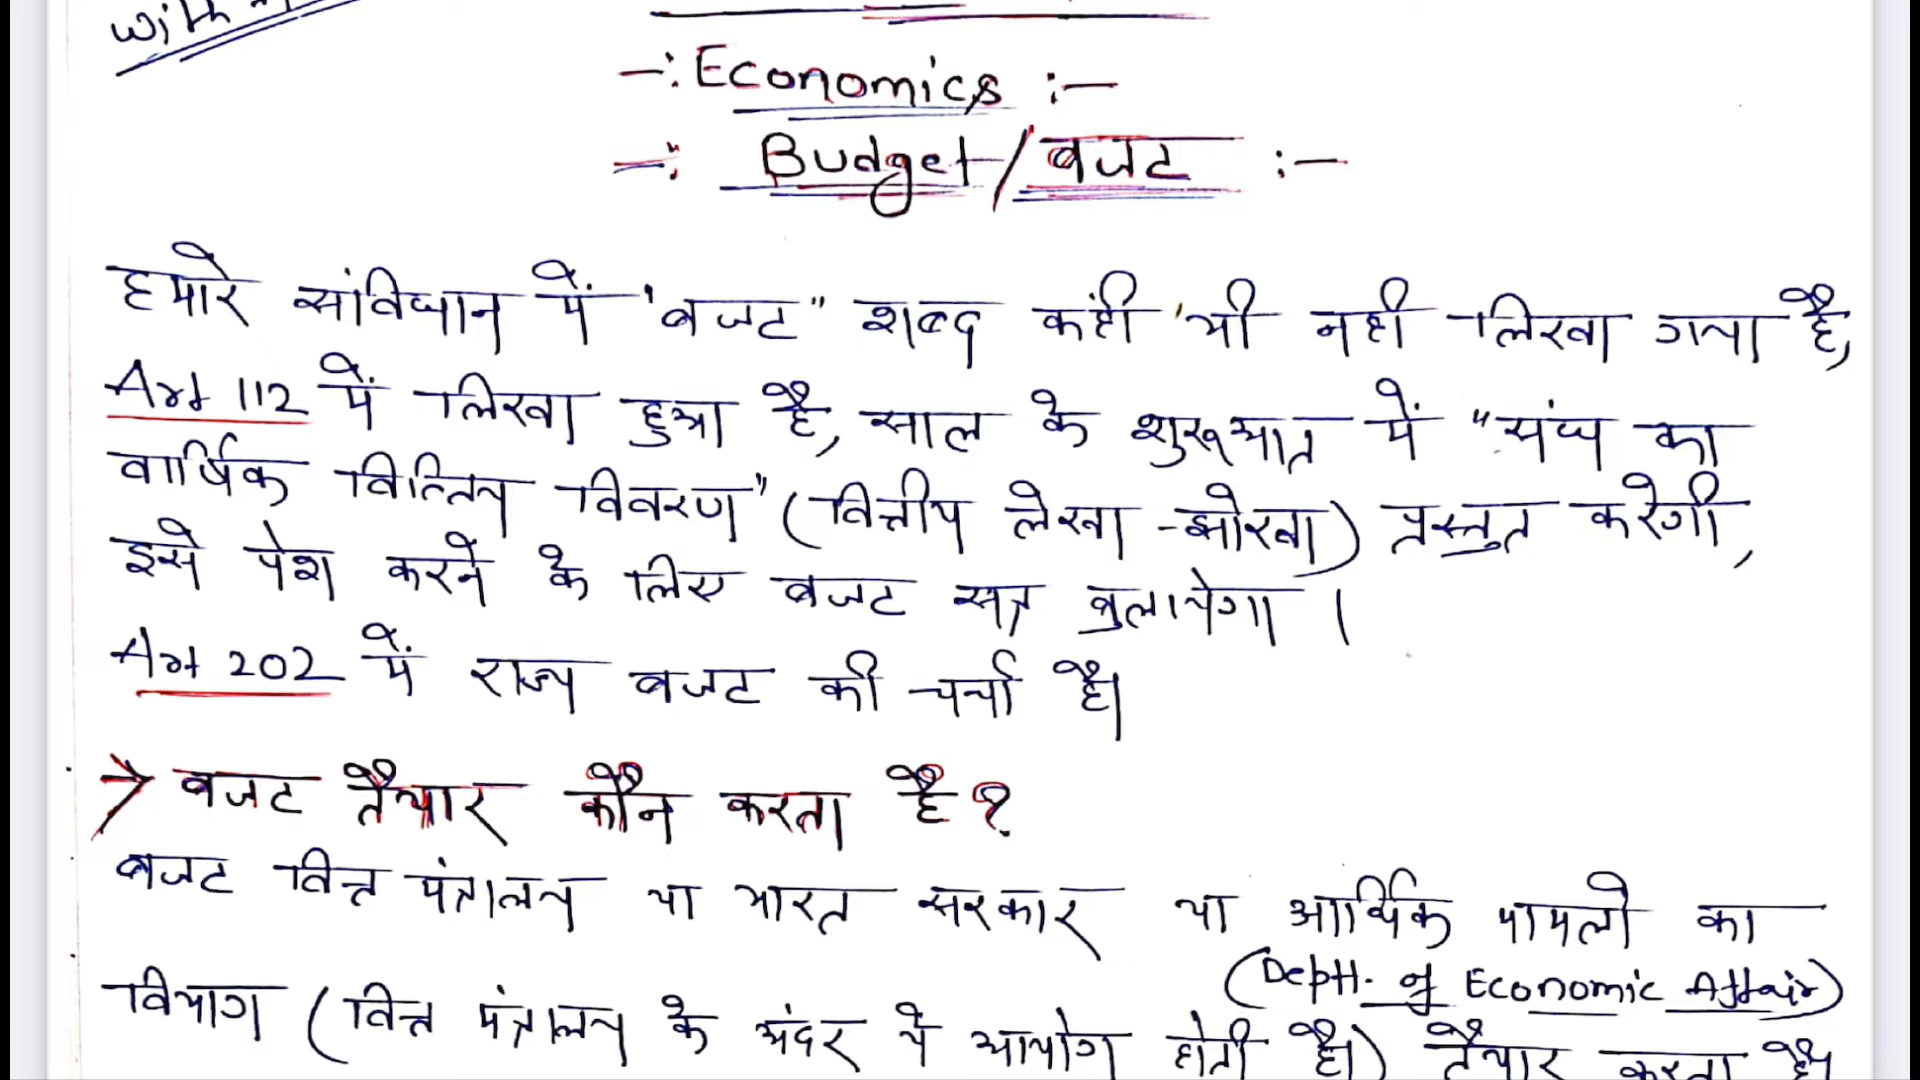 with
-: Economics :-
-: Budget/बजट :-
हमारे संविधान में "बजट" शब्द कहीं भी नहीं लिखा गया है,
Art 112 में लिखा हुआ है, साल के शुरूआत में "संघ का
वार्षिक वित्तिय विवरण" (वित्तीय लेखा-झोखा) प्रस्तुत करेगी,
इसे पेश करने के लिए बजट सत्र बुलायेगा।
Art 202 में राज्य बजट की चर्चा है।
→ बजट तैयार कौन करता है?
बजट वित्त मंत्रालय या भारत सरकार या आर्थिक मामलो का
(Deptt. of Economic Affair)
विभाग (वित्त मंत्रालय के अंदर ये आयोग होती है।) तैयार करता है।